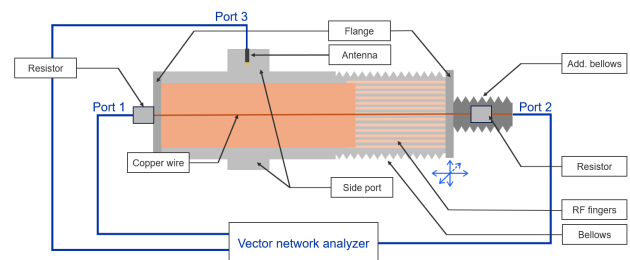 Port 3
Flange
Antenna
Add. bellows
Resistor
Port 1
Port 2
Copper wire
Side port
Resistor
RF fingers
Bellows
Vector network analyzer